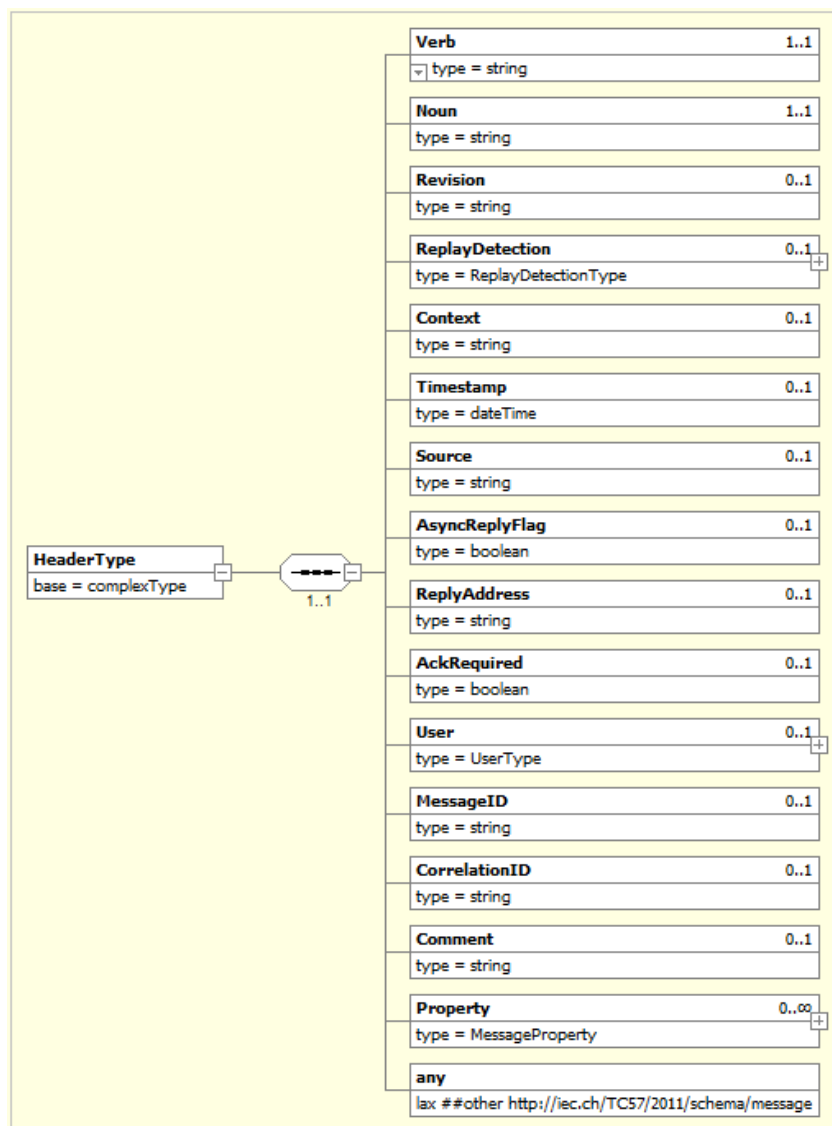 Verb 1..1
type = string
Noun 1..1
type = string
Revision 0..1
type = string
ReplayDetection 0..1
type = ReplayDetectionType
Context 0..1
type = string
Timestamp 0..1
type = dateTime
Source 0..1
type = string
AsyncReplyFlag 0..1
type = boolean
HeaderType
base = complexType
1..1
ReplyAddress 0..1
type = string
AckRequired 0..1
type = boolean
User 0..1
type = UserType
MessageID 0..1
type = string
CorrelationID 0..1
type = string
Comment 0..1
type = string
Property 0..∞
type = MessageProperty
any
lax ##other http://iec.ch/TC57/2011/schema/message